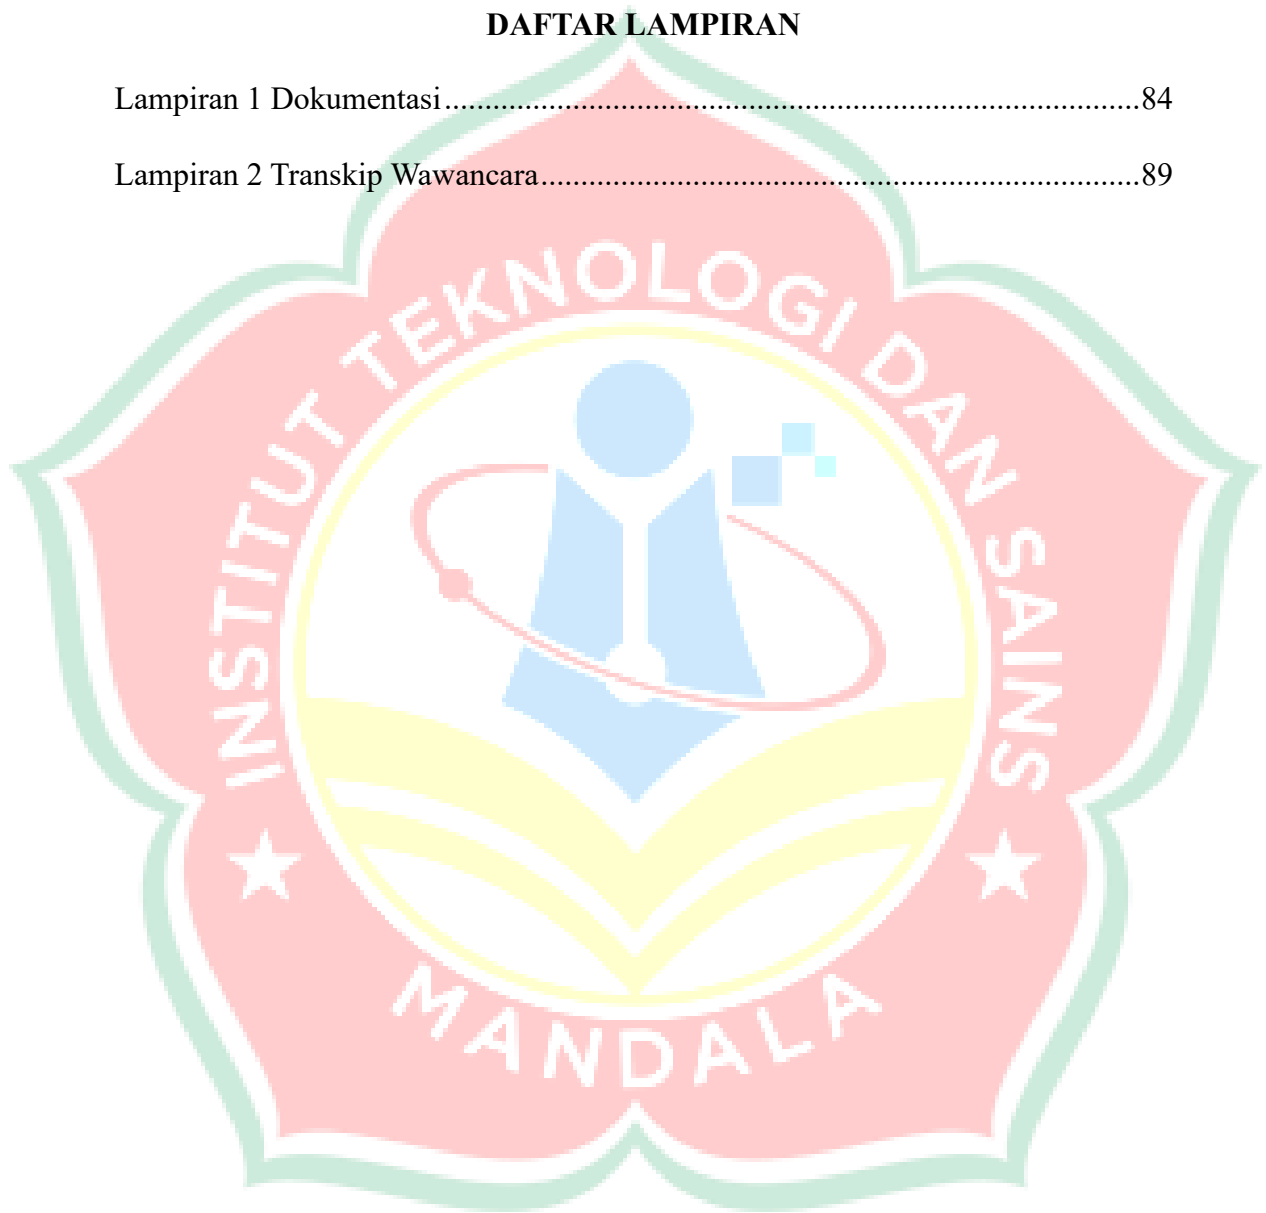 DAFTAR LAMPIRAN
Lampiran 1 Dokumentasi......................................................................................84
Lampiran 2 Transkip Wawancara..........................................................................89
INSTITUT TEKNOLOGI DAN SAINS
MANDALA